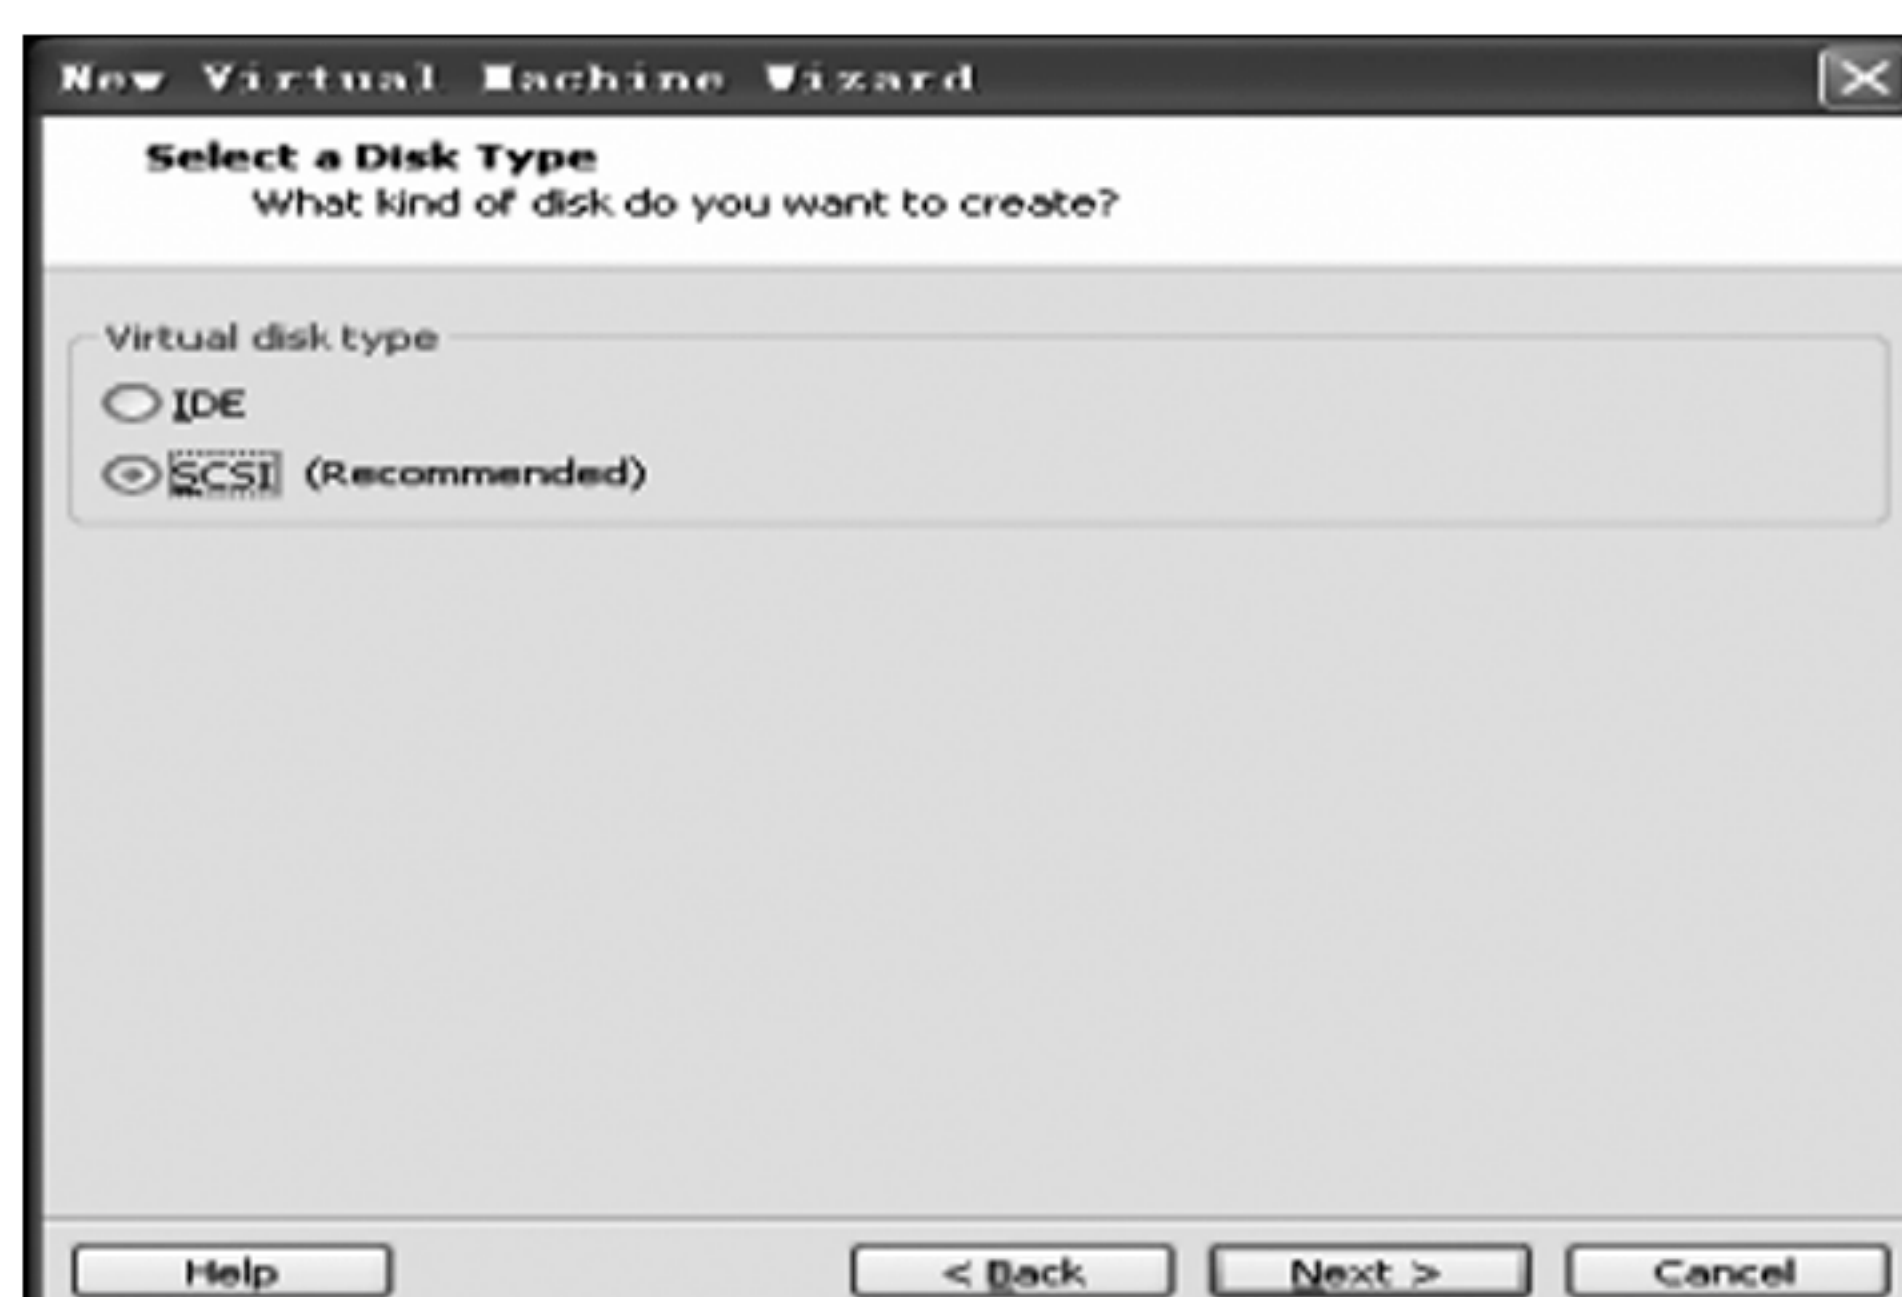 New Virtual Machine Wizard
Select a Disk Type
What kind of disk do you want to create?
Virtual disk type
IDE
SCSI (Recommended)
Help < Back Next > Cancel